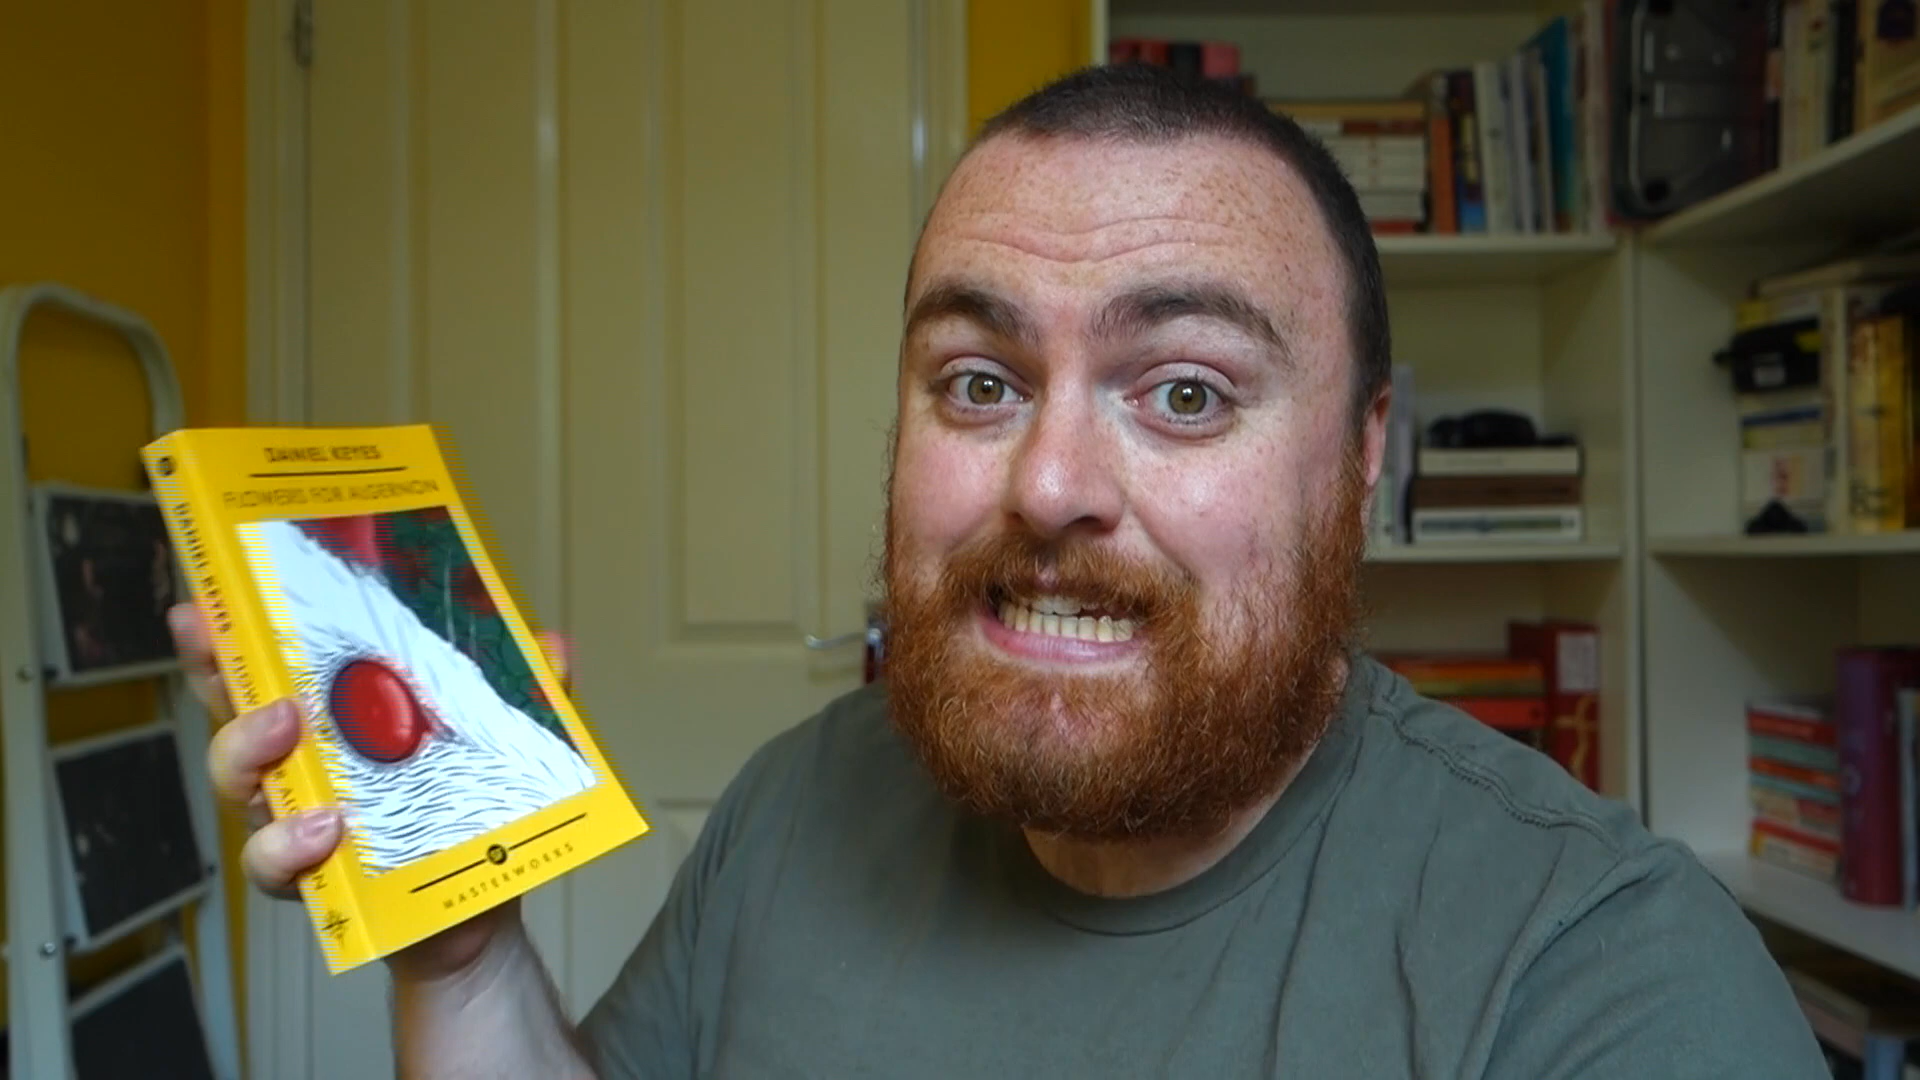 DANIEL KEYES
FLOWERS FOR ALGERNON
MASTERWORKS
DANIEL KEYES